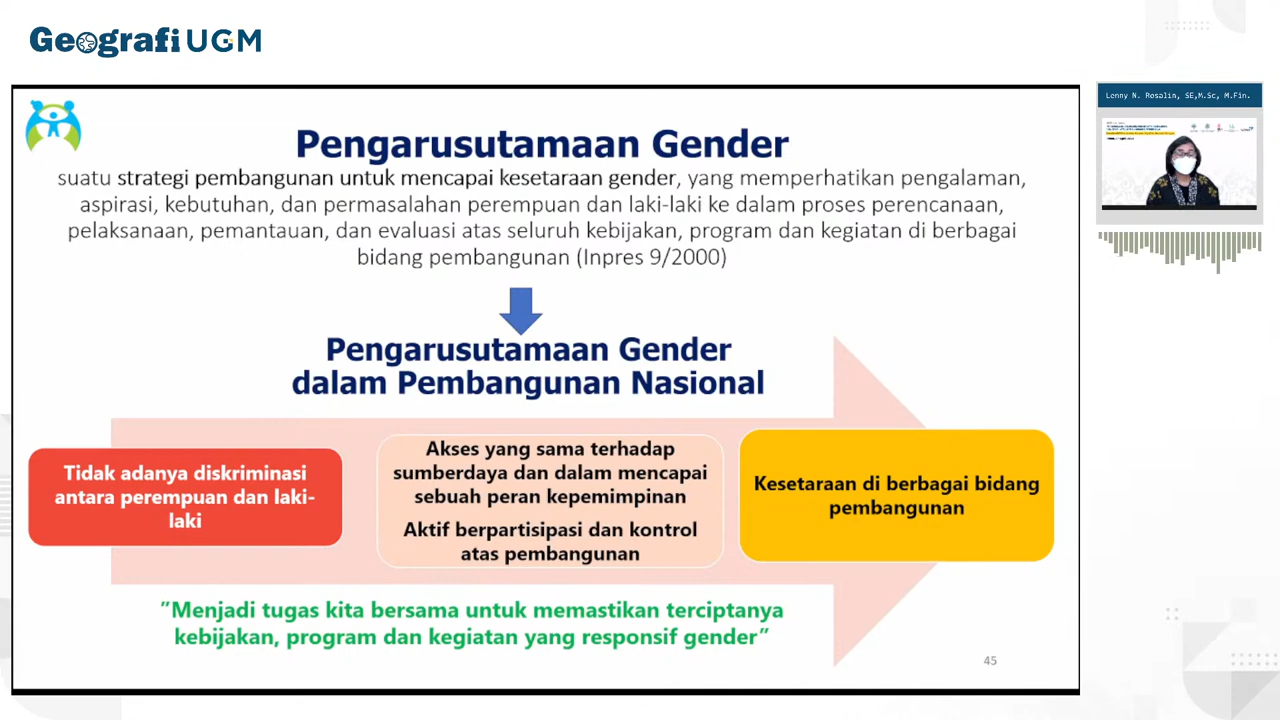 Geografi UGM
Lenny N. Rosalin, SE,M.Sc, M.Fin.
Pengarusutamaan Gender
suatu strategi pembangunan untuk mencapai kesetaraan gender, yang memperhatikan pengalaman,
aspirasi, kebutuhan, dan permasalahan perempuan dan laki-laki ke dalam proses perencanaan,
pelaksanaan, pemantauan, dan evaluasi atas seluruh kebijakan, program dan kegiatan di berbagai
bidang pembangunan (Inpres 9/2000)
Pengarusutamaan Gender
dalam Pembangunan Nasional
Tidak adanya diskriminasi
antara perempuan dan laki-
laki
Akses yang sama terhadap
sumberdaya dan dalam mencapai
sebuah peran kepemimpinan
Aktif berpartisipasi dan kontrol
atas pembangunan
Kesetaraan di berbagai bidang
pembangunan
”Menjadi tugas kita bersama untuk memastikan terciptanya
kebijakan, program dan kegiatan yang responsif gender”
45